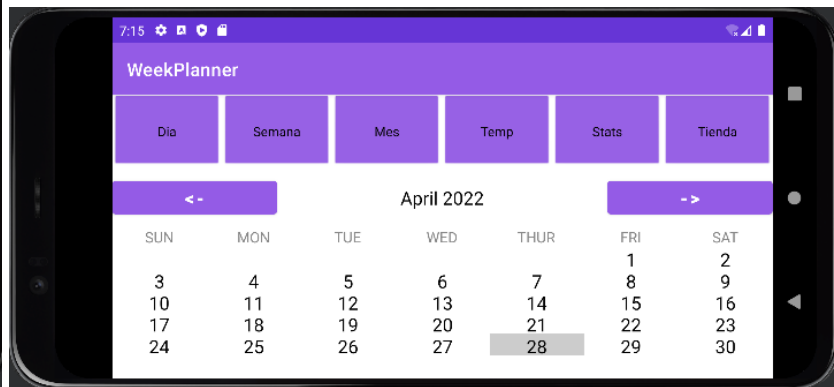 7:15
WeekPlanner
Dia Semana Mes Temp Stats Tienda
<- April 2022 ->
SUN MON TUE WED THUR FRI SAT
1 2
3 4 5 6 7 8 9
10 11 12 13 14 15 16
17 18 19 20 21 22 23
24 25 26 27 28 29 30